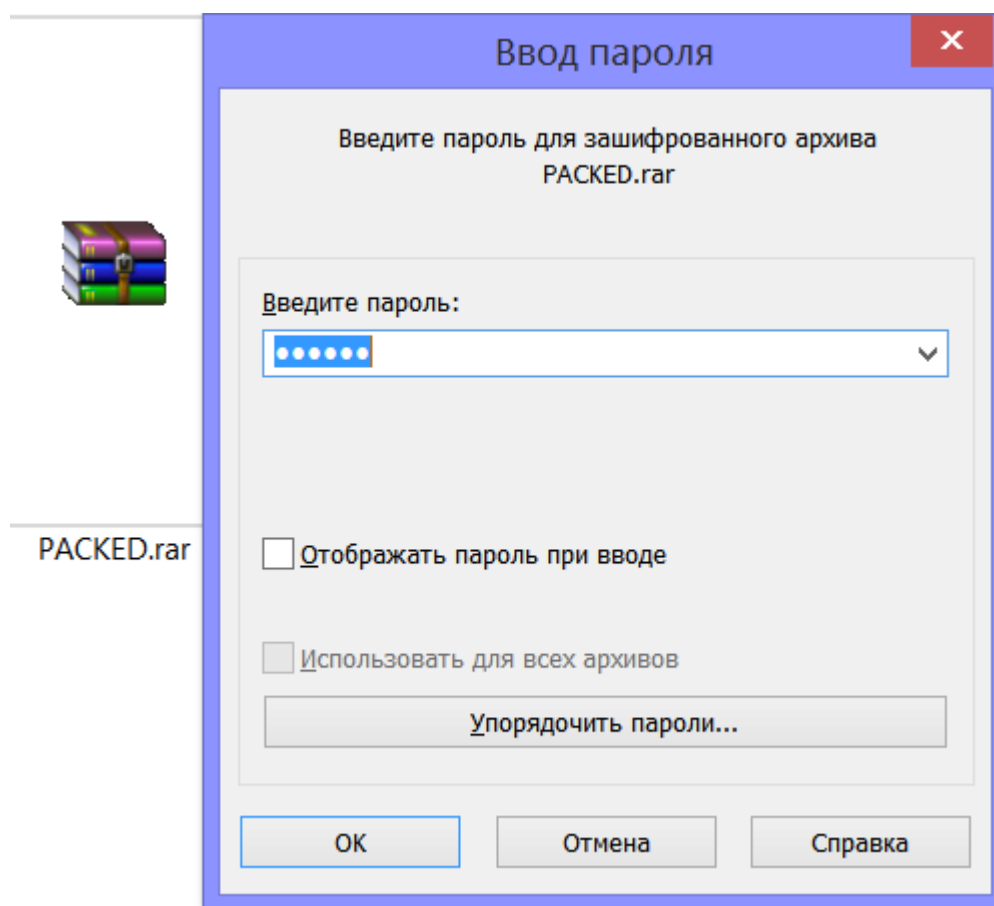 Ввод пароля
Введите пароль для зашифрованного архива
PACKED.rar
Введите пароль:
••••••
PACKED.rar
Отображать пароль при вводе
Использовать для всех архивов
Упорядочить пароли...
OK
Отмена
Справка